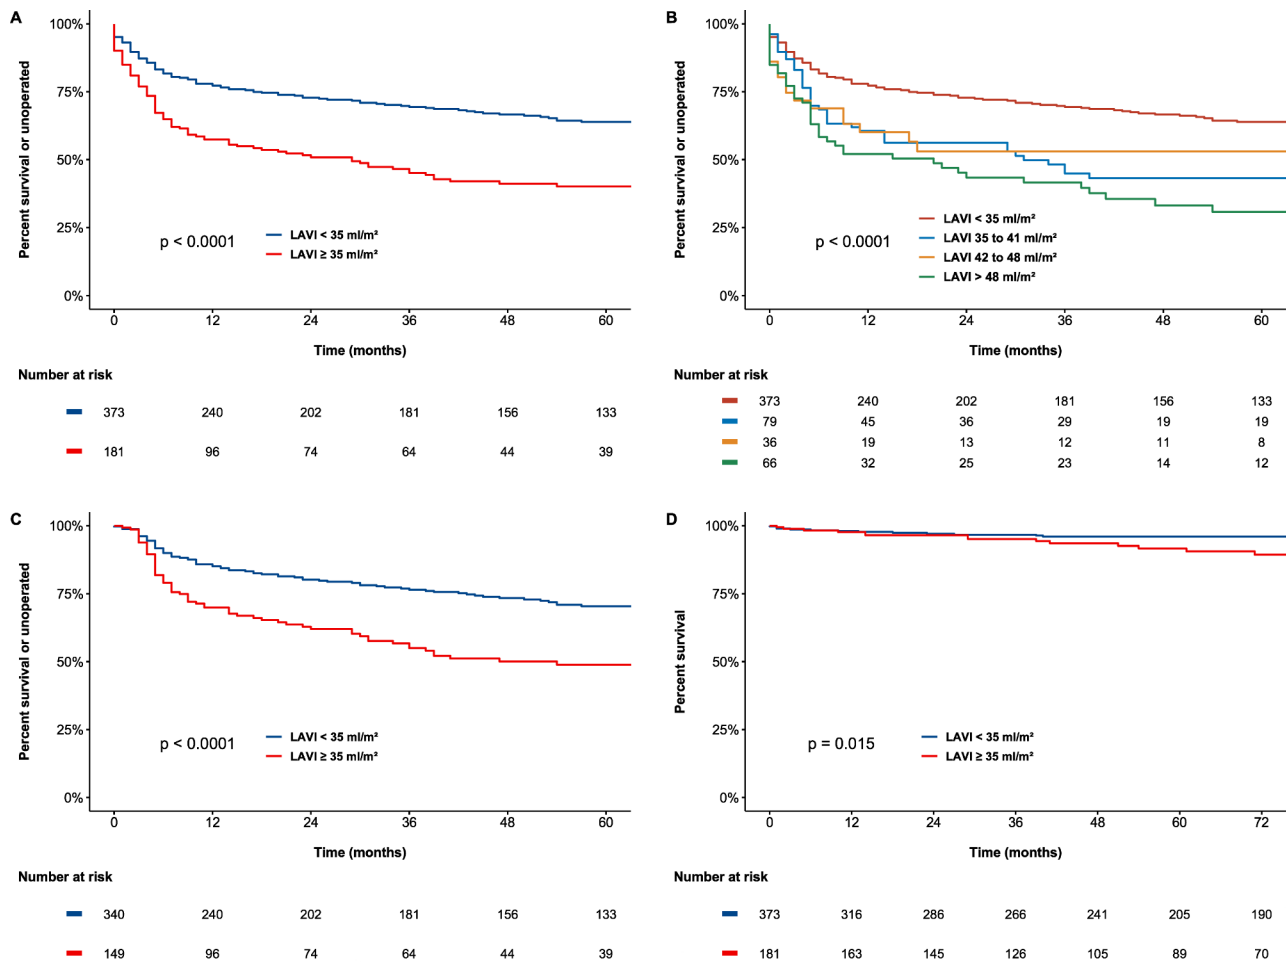 A
Percent survival or unoperated
100%
75%
50%
25%
0%
p < 0.0001
LAVI < 35 ml/m²
LAVI ≥ 35 ml/m²
0 12 24 36 48 60
Time (months)
Number at risk
373 240 202 181 156 133
181 96 74 64 44 39
B
Percent survival or unoperated
100%
75%
50%
25%
0%
p < 0.0001
LAVI < 35 ml/m²
LAVI 35 to 41 ml/m²
LAVI 42 to 48 ml/m²
LAVI > 48 ml/m²
0 12 24 36 48 60
Time (months)
Number at risk
373 240 202 181 156 133
79 45 36 29 19 19
36 19 13 12 11 8
66 32 25 23 14 12
C
Percent survival or unoperated
100%
75%
50%
25%
0%
p < 0.0001
LAVI < 35 ml/m²
LAVI ≥ 35 ml/m²
0 12 24 36 48 60
Time (months)
Number at risk
340 240 202 181 156 133
149 96 74 64 44 39
D
Percent survival
100%
75%
50%
25%
0%
p = 0.015
LAVI < 35 ml/m²
LAVI ≥ 35 ml/m²
0 12 24 36 48 60 72
Time (months)
Number at risk
373 316 286 266 241 205 190
181 163 145 126 105 89 70